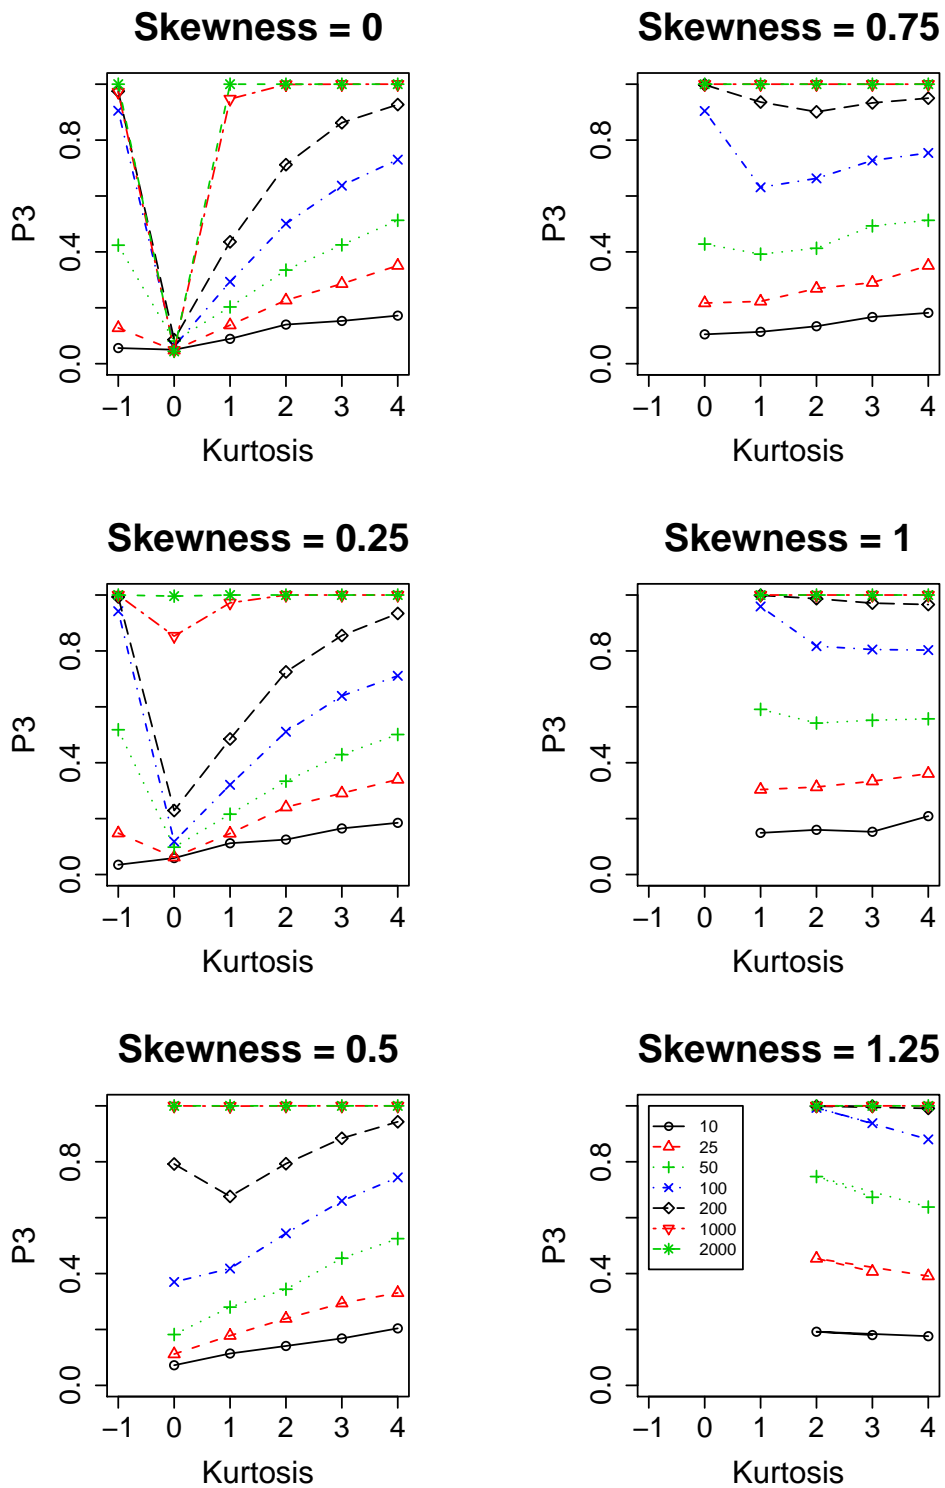 Skewness = 0
P3
0.0 0.4 0.8
−1 0 1 2 3 4
Kurtosis
Skewness = 0.75
P3
0.0 0.4 0.8
−1 0 1 2 3 4
Kurtosis
Skewness = 0.25
P3
0.0 0.4 0.8
−1 0 1 2 3 4
Kurtosis
Skewness = 1
P3
0.0 0.4 0.8
−1 0 1 2 3 4
Kurtosis
Skewness = 0.5
P3
0.0 0.4 0.8
−1 0 1 2 3 4
Kurtosis
Skewness = 1.25
P3
0.0 0.4 0.8
10
25
50
100
200
1000
2000
−1 0 1 2 3 4
Kurtosis